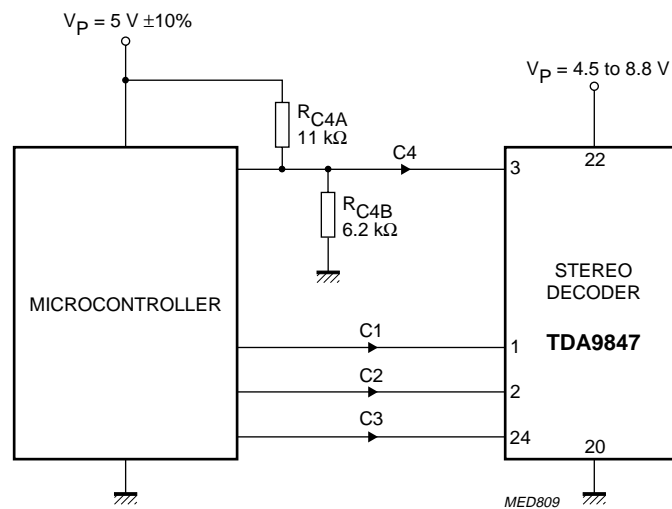 VP = 5 V ±10%
VP = 4.5 to 8.8 V
RC4A
11 kΩ
C4
3
22
RC4B
6.2 kΩ
MICROCONTROLLER
STEREO
DECODER
TDA9847
C1
1
C2
2
C3
24
20
MED809